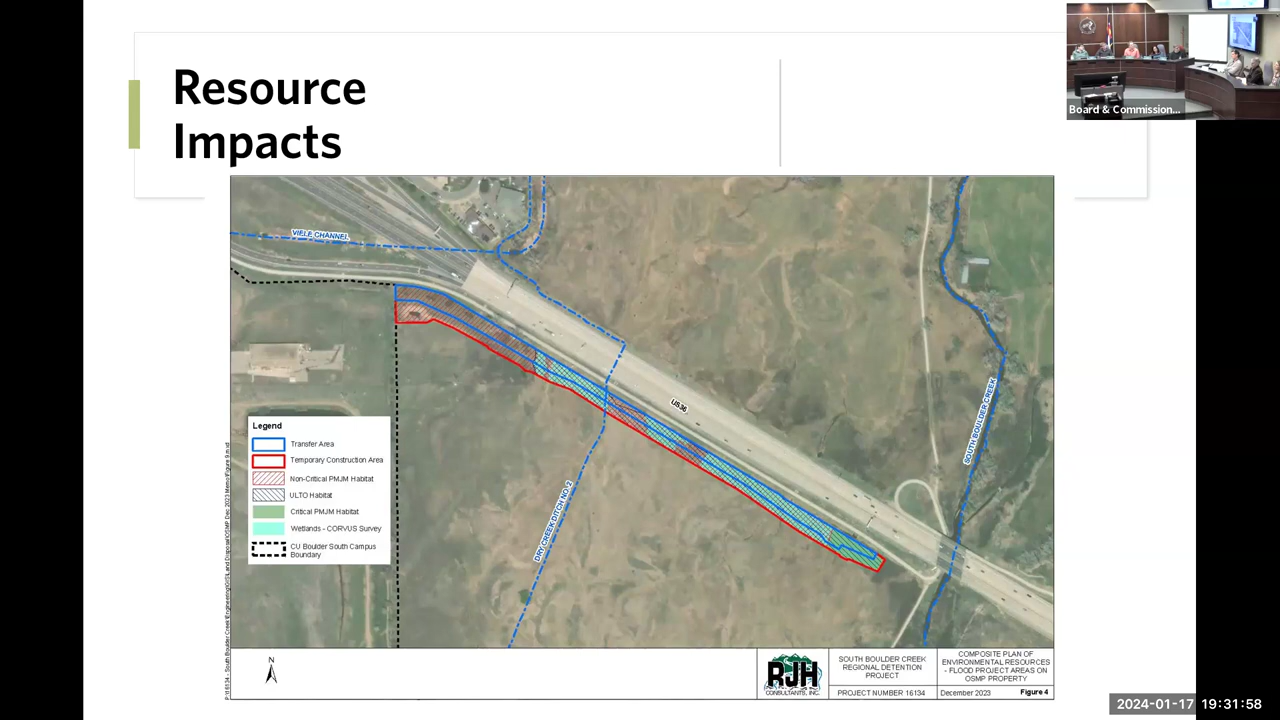 Resource
Impacts
Board & Commission...
VIELE CHANNEL
US36
SOUTH BOULDER CREEK
DRY CREEK DITCH NO. 2
Legend
Transfer Area
Temporary Construction Area
Non-Critical PMJM Habitat
ULTO Habitat
Critical PMJM Habitat
Wetlands - CORVUS Survey
CU Boulder South Campus
Boundary
N
RJH
CONSULTANTS, INC.
SOUTH BOULDER CREEK
REGIONAL DETENTION
PROJECT
PROJECT NUMBER 16134
COMPOSITE PLAN OF
ENVIRONMENTAL RESOURCES
- FLOOD PROJECT AREAS ON
OSMP PROPERTY
December 2023
Figure 4
2024-01-17 19:31:58